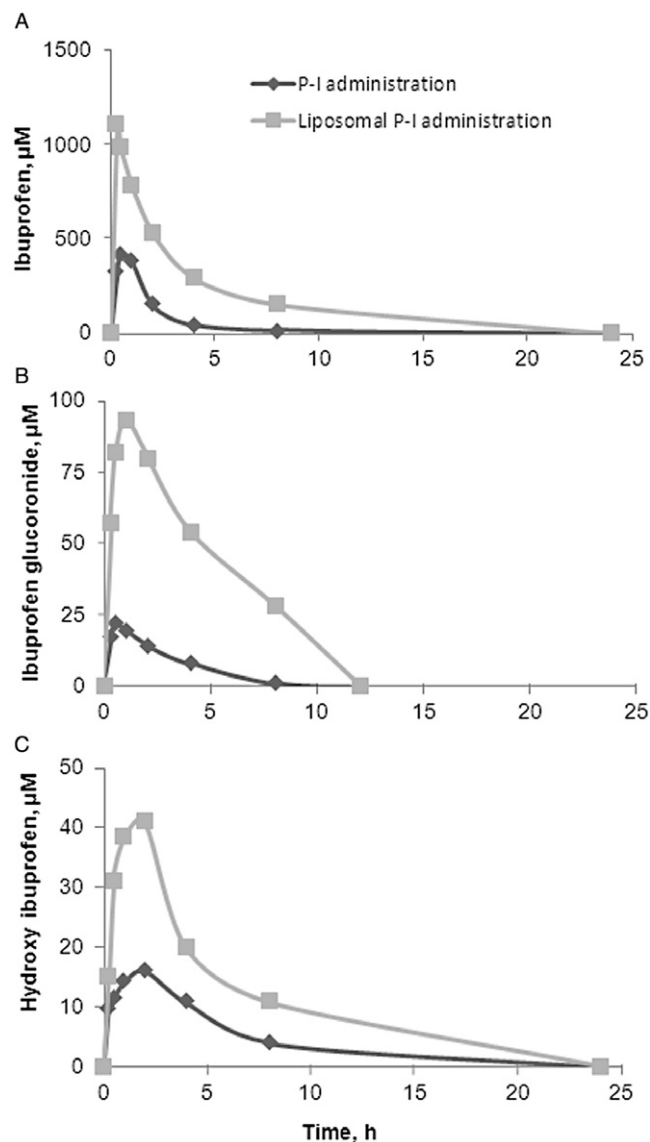 A
1500
1000
500
0
Ibuprofen, µM
P-I administration
Liposomal P-I administration
0 5 10 15 20 25
B
100
75
50
25
0
Ibuprofen glucoronide, µM
0 5 10 15 20 25
C
50
40
30
20
10
0
Hydroxy ibuprofen, µM
0 5 10 15 20 25
Time, h